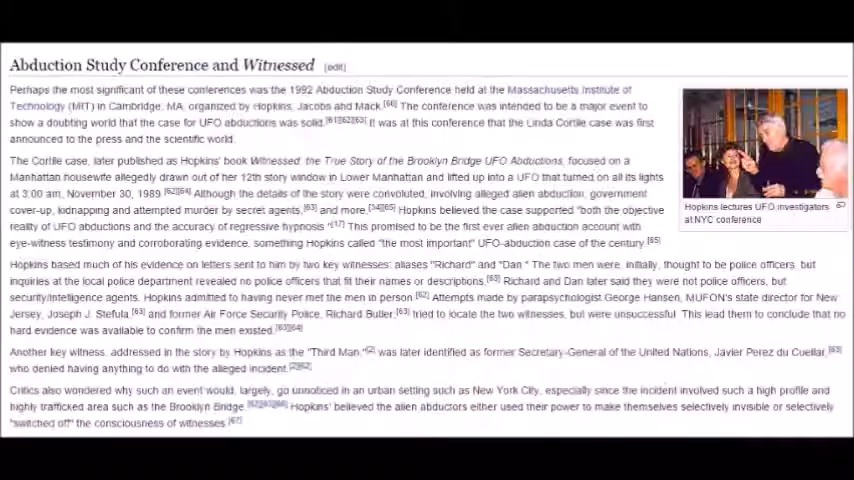 Abduction Study Conference and Witnessed [edit]
Perhaps the most significant of these conferences was the 1992 Abduction Study Conference held at the Massachusetts Institute of
Technology (MIT) in Cambridge, MA, organized by Hopkins, Jacobs and Mack.[66] The conference was intended to be a major event to
show a doubting world that the case for UFO abductions was solid.[61][62][63] It was at this conference that the Linda Cortile case was first
announced to the press and the scientific world.
The Cortile case, later published as Hopkins' book Witnessed: the True Story of the Brooklyn Bridge UFO Abductions, focused on a
Manhattan housewife allegedly drawn out of her 12th story window in Lower Manhattan and lifted up into a UFO that turned on all its lights
at 3:00 am, November 30, 1989.[62][64] Although the details of the story were convoluted, involving alleged alien abduction, government
cover-up, kidnapping and attempted murder by secret agents,[63] and more,[34][65] Hopkins believed the case supported "both the objective
reality of UFO abductions and the accuracy of regressive hypnosis."[17] This promised to be the first ever alien abduction account with
eye-witness testimony and corroborating evidence, something Hopkins called "the most important" UFO-abduction case of the century.[65]
Hopkins lectures UFO investigators
at NYC conference
Hopkins based much of his evidence on letters sent to him by two key witnesses: aliases "Richard" and "Dan." The two men were, initially, thought to be police officers, but
inquiries at the local police department revealed no police officers that fit their names or descriptions.[63] Richard and Dan later said they were not police officers, but
security/intelligence agents. Hopkins admitted to having never met the men in person.[62] Attempts made by parapsychologist George Hansen, MUFON's state director for New
Jersey, Joseph J. Stefula,[63] and former Air Force Security Police, Richard Butler,[63] tried to locate the two witnesses, but were unsuccessful. This lead them to conclude that no
hard evidence was available to confirm the men existed.[63][64]
Another key witness, addressed in the story by Hopkins as the "Third Man,"[2] was later identified as former Secretary-General of the United Nations, Javier Perez du Cuellar,[63]
who denied having anything to do with the alleged incident.[2][62]
Critics also wondered why such an event would, largely, go unnoticed in an urban setting such as New York City, especially since the incident involved such a high profile and
highly trafficked area such as the Brooklyn Bridge. Hopkins' believed the alien abductors either used their power to make themselves selectively invisible or selectively
"switched off" the consciousness of witnesses.[67]